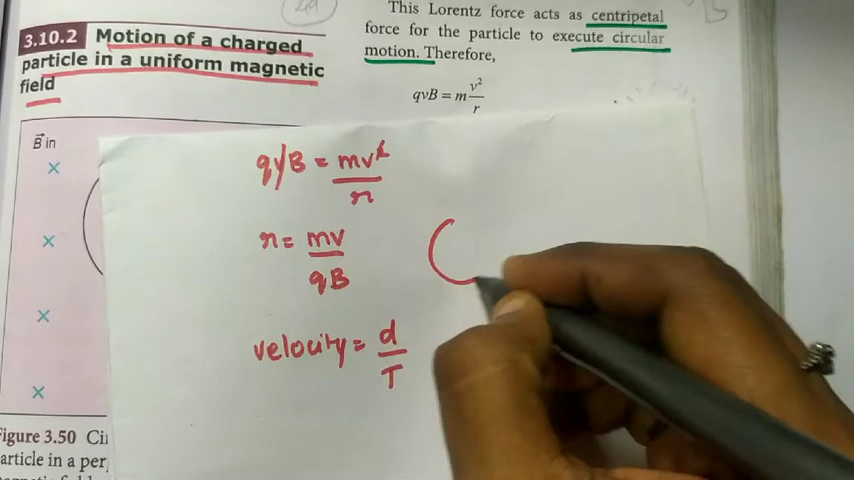 3.10.2 Motion of a charged
particle in a uniform magnetic
field
B⃗ in
×
×
×
×
Figure 3.50 Cir
article in a per
This Lorentz force acts as centripetal
force for the particle to execute circular
motion. Therefore,
qvB = m v²/r
qvB = mv²/r
r = mv/qB
velocity = d/T